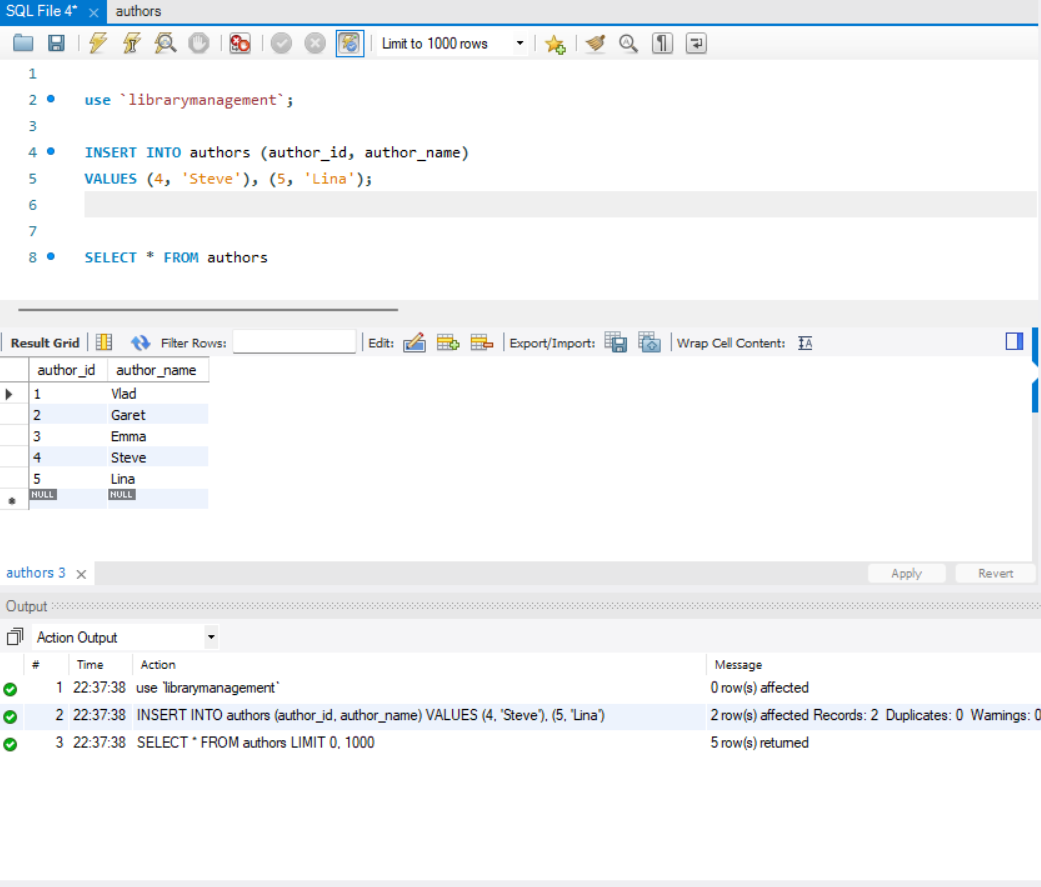 SQL File 4* authors
Limit to 1000 rows
1
2 use `librarymanagement`;
3
4 INSERT INTO authors (author_id, author_name)
5 VALUES (4, 'Steve'), (5, 'Lina');
6
7
8 SELECT * FROM authors
Result Grid Filter Rows: Edit: Export/Import: Wrap Cell Content: IA
author_id author_name
1 Vlad
2 Garet
3 Emma
4 Steve
5 Lina
NULL NULL
authors 3 Apply Revert
Output
Action Output
# Time Action Message
1 22:37:38 use `librarymanagement` 0 row(s) affected
2 22:37:38 INSERT INTO authors (author_id, author_name) VALUES (4, 'Steve'), (5, 'Lina') 2 row(s) affected Records: 2 Duplicates: 0 Warnings: 0
3 22:37:38 SELECT * FROM authors LIMIT 0, 1000 5 row(s) returned